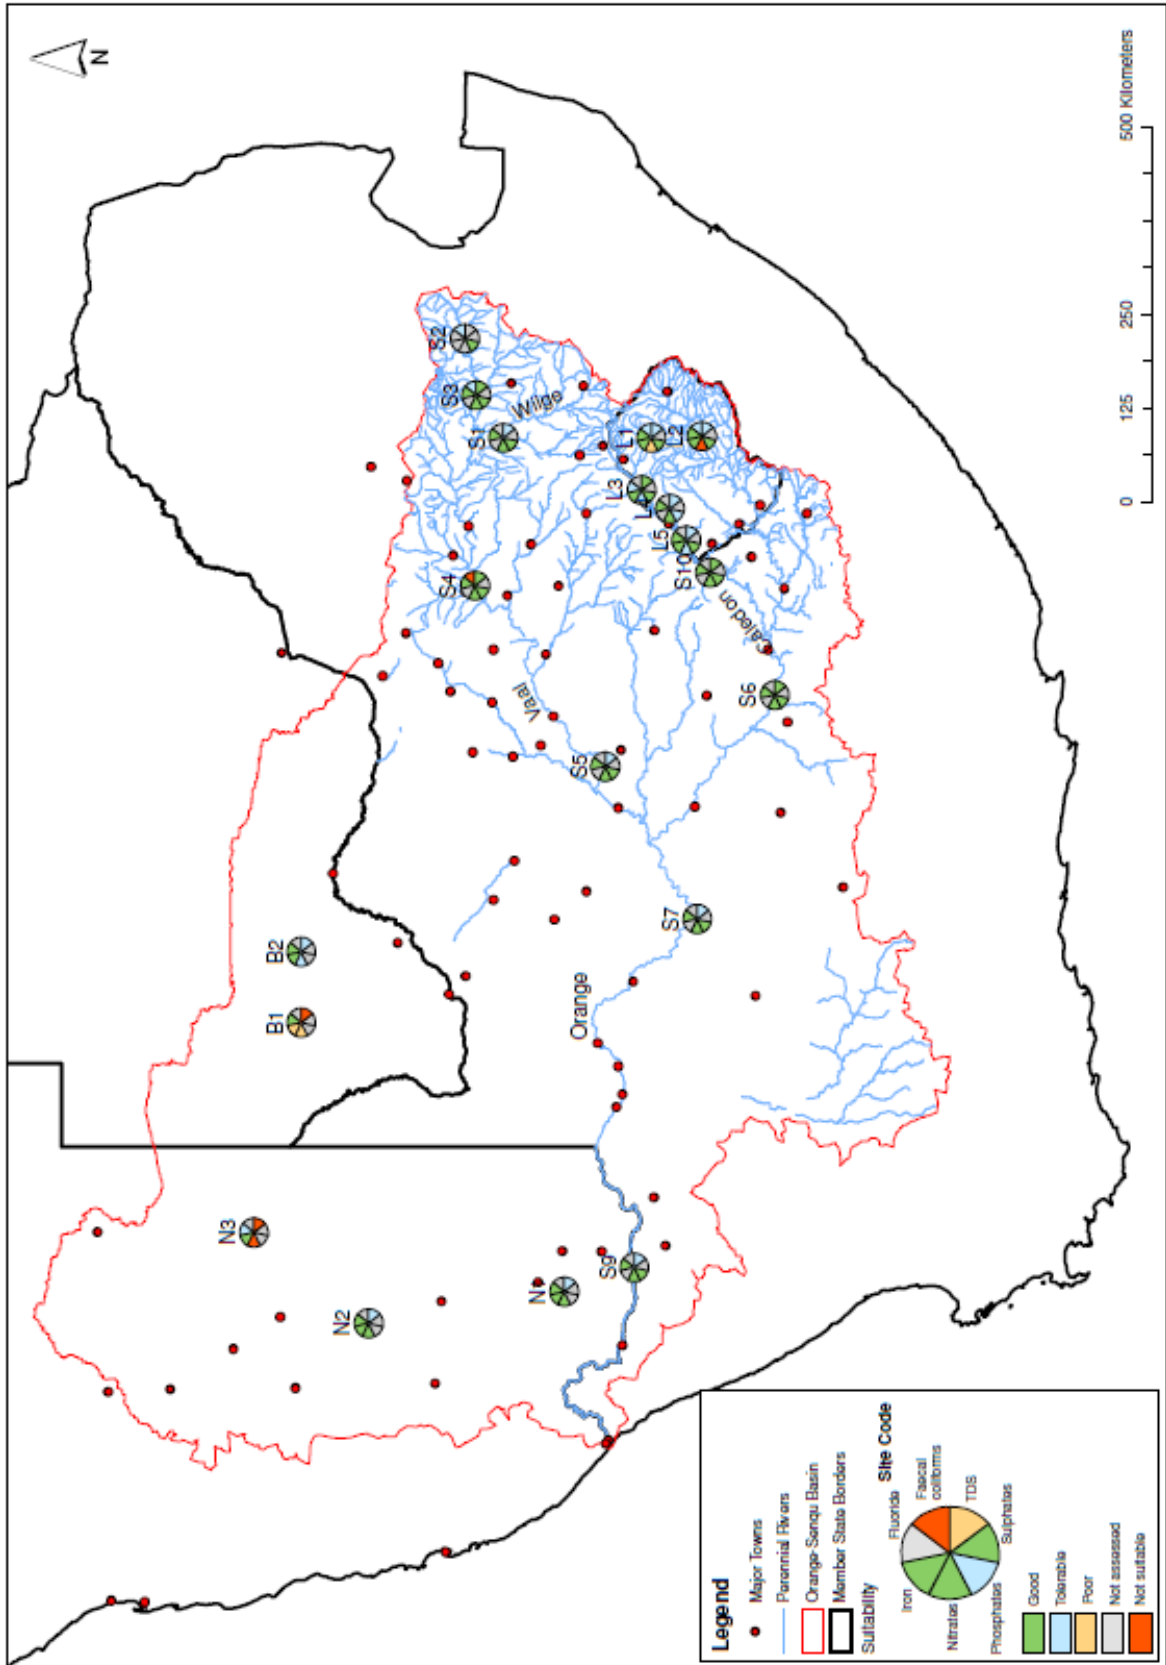 N
S2
S3
S1
Wilge
L1
L2
L3
L4
L5
S10
Caledon
S4
Vaal
S6
S5
S7
B2
B1
Orange
N3
N2
N1
S9
0 125 250 500 Kilometers
Legend
Major Towns
Perennial Rivers
Orange-Senqu Basin
Member State Borders
Suitability
Site Code
Fluoride
Faecal
coliforms
TDS
Sulphates
Phosphates
Nitrates
Iron
Good
Tolerable
Poor
Not assessed
Not suitable